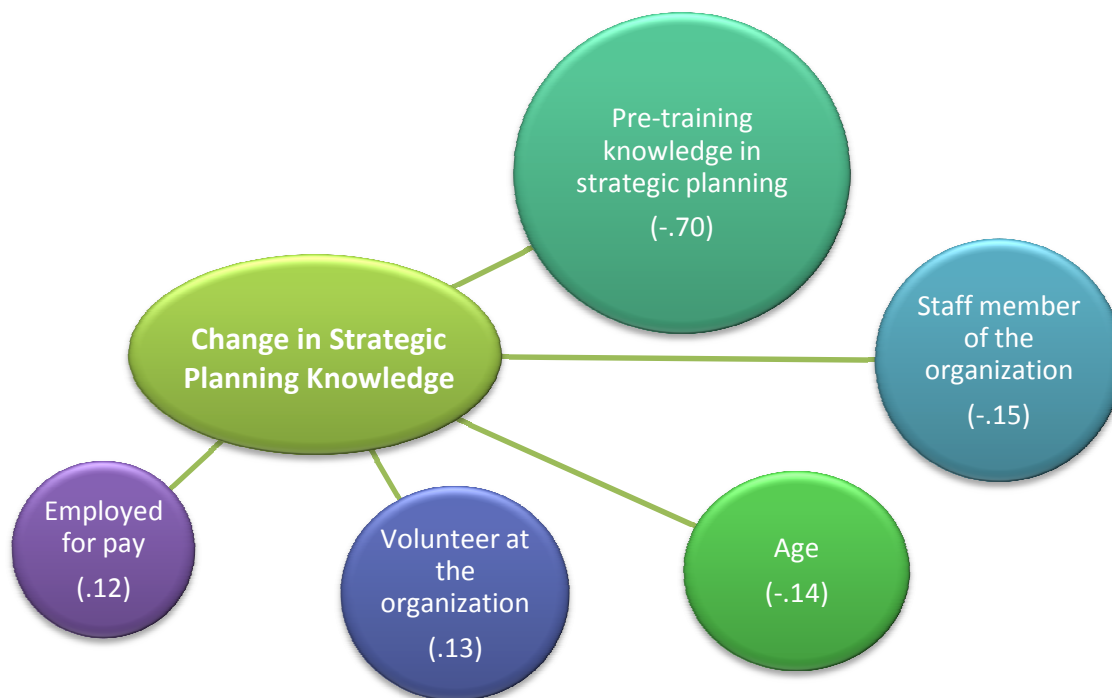 Pre-training
knowledge in
strategic planning
(-.70)
Staff member
of the
organization
(-.15)
Change in Strategic
Planning Knowledge
Employed
for pay
(.12)
Volunteer at
the
organization
(.13)
Age
(-.14)